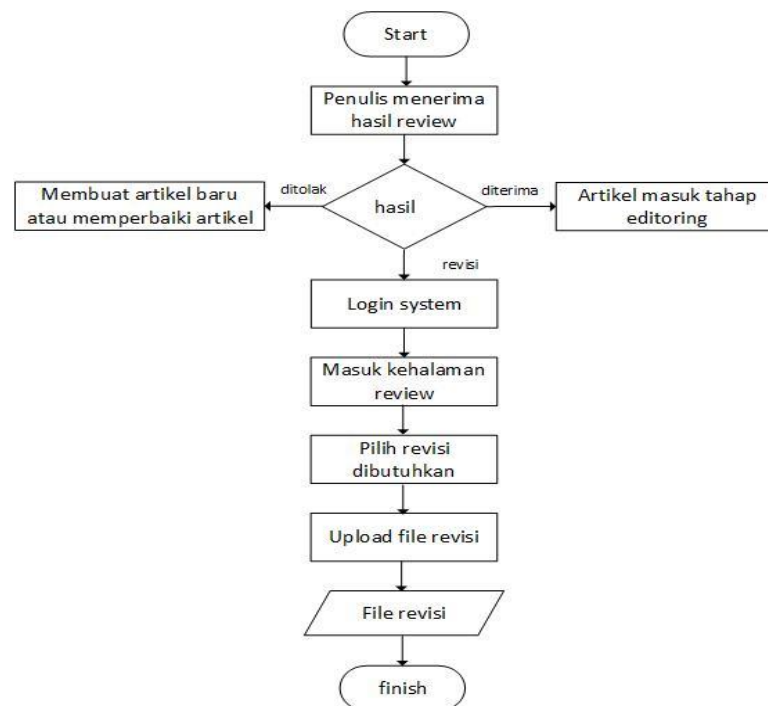 Start
Penulis menerima
hasil review
ditolak
hasil
diterima
Membuat artikel baru
atau memperbaiki artikel
Artikel masuk tahap
editoring
revisi
Login system
Masuk kehalaman
review
Pilih revisi
dibutuhkan
Upload file revisi
File revisi
finish